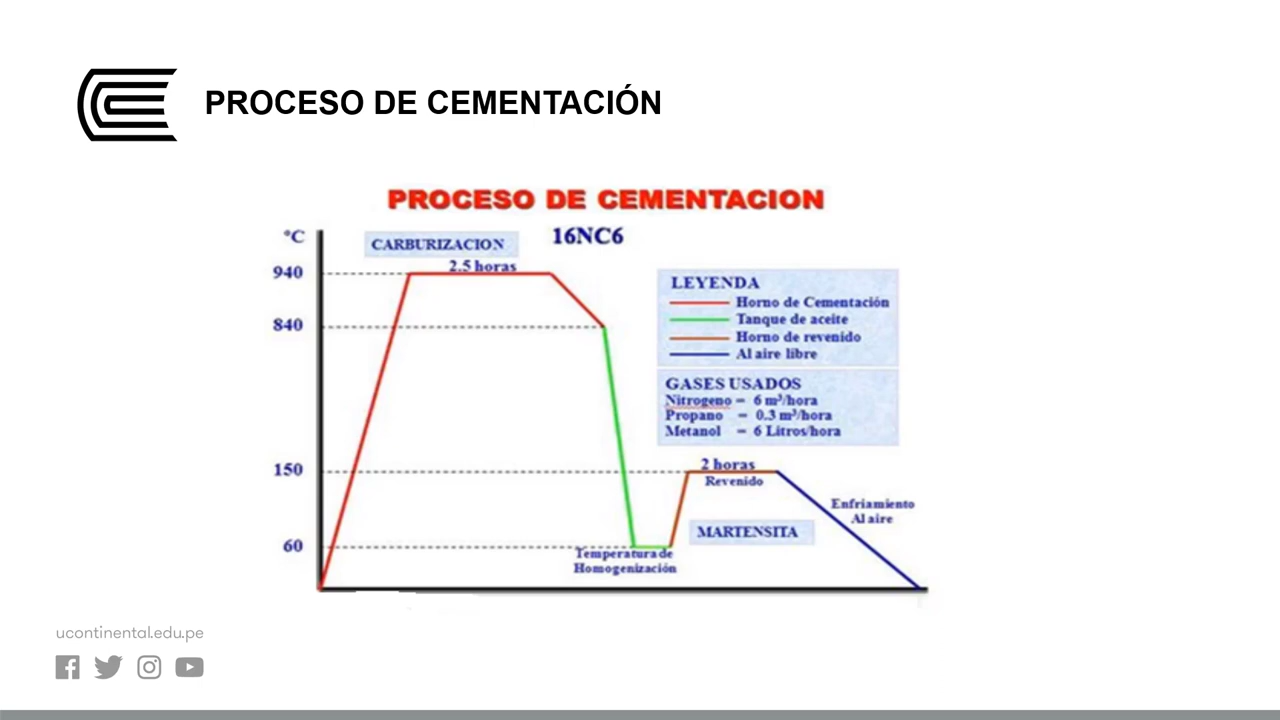 PROCESO DE CEMENTACIÓN
PROCESO DE CEMENTACION
°C
CARBURIZACION
16NC6
2.5 horas
940
840
150
60
LEYENDA
Horno de Cementación
Tanque de aceite
Horno de revenido
Al aire libre
GASES USADOS
Nitrogeno = 6 m³/hora
Propano = 0.3 m³/hora
Metanol = 6 Litros/hora
2 horas
Revenido
Enfriamiento
Al aire
MARTENSITA
Temperatura de
Homogenización
ucontinental.edu.pe